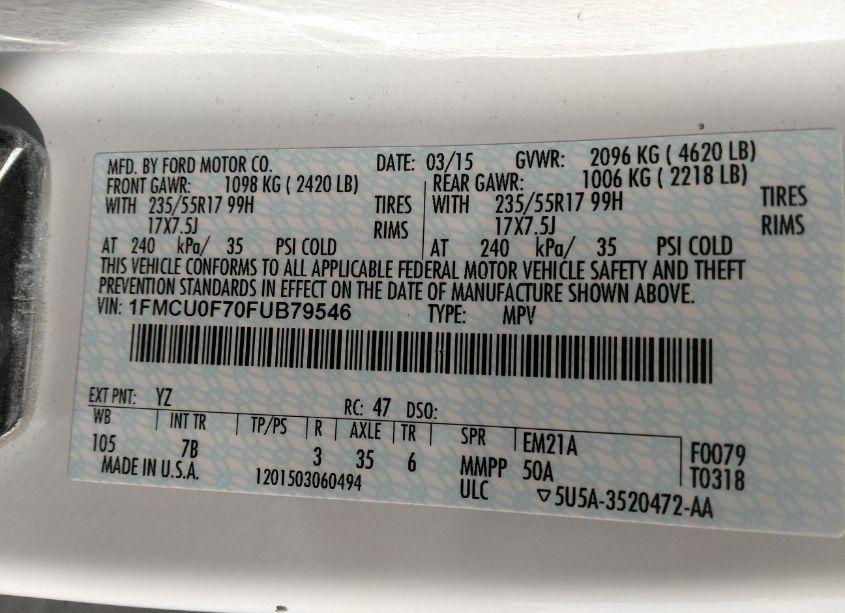 MFD. BY FORD MOTOR CO. DATE: 03/15 GVWR: 2096 KG ( 4620 LB)
FRONT GAWR: 1098 KG ( 2420 LB) REAR GAWR: 1006 KG ( 2218 LB)
WITH 235/55R17 99H TIRES WITH 235/55R17 99H TIRES
17X7.5J RIMS 17X7.5J RIMS
AT 240 kPa/ 35 PSI COLD AT 240 kPa/ 35 PSI COLD
THIS VEHICLE CONFORMS TO ALL APPLICABLE FEDERAL MOTOR VEHICLE SAFETY AND THEFT
PREVENTION STANDARDS IN EFFECT ON THE DATE OF MANUFACTURE SHOWN ABOVE.
VIN: 1FMCU0F70FUB79546 TYPE: MPV
EXT PNT: YZ RC: 47 DSO:
WB INT TR TP/PS R AXLE TR SPR EM21A F0079
105 7B 3 35 6 MMPP 50A T0318
MADE IN U.S.A. 1201503060494 ULC ▽5U5A-3520472-AA